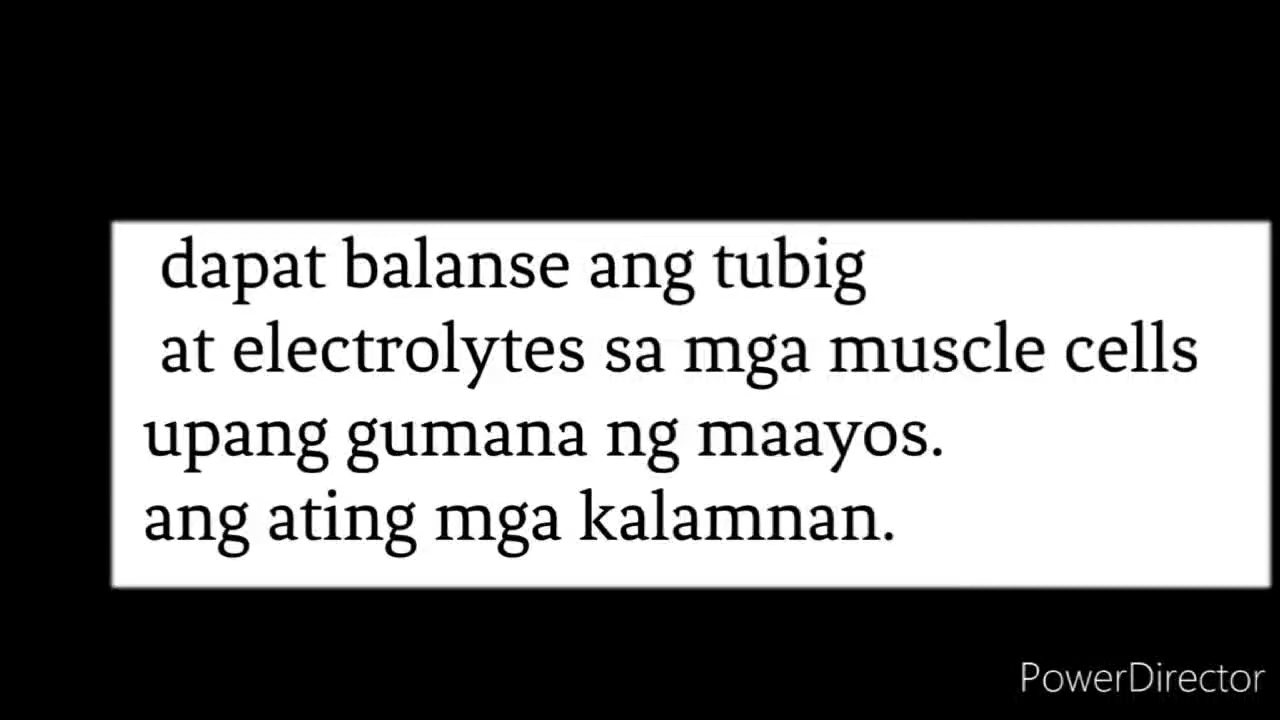 dapat balanse ang tubig
at electrolytes sa mga muscle cells
upang gumana ng maayos.
ang ating mga kalamnan.
PowerDirector